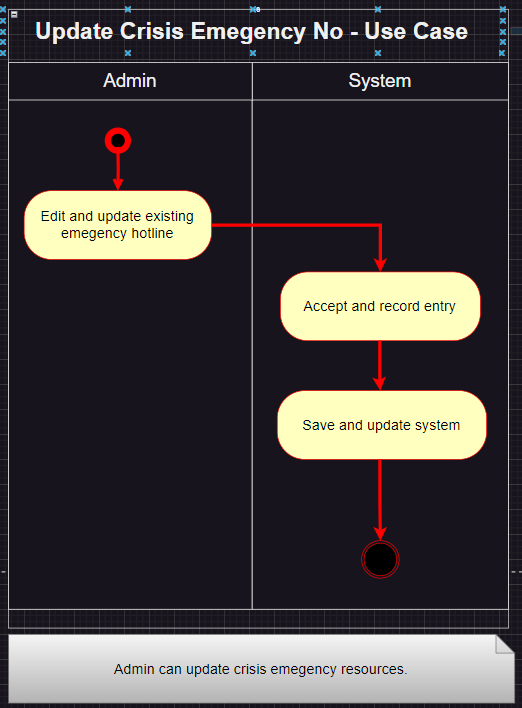 Update Crisis Emegency No - Use Case
Admin
System
Edit and update existing
emegency hotline
Accept and record entry
Save and update system
Admin can update crisis emegency resources.